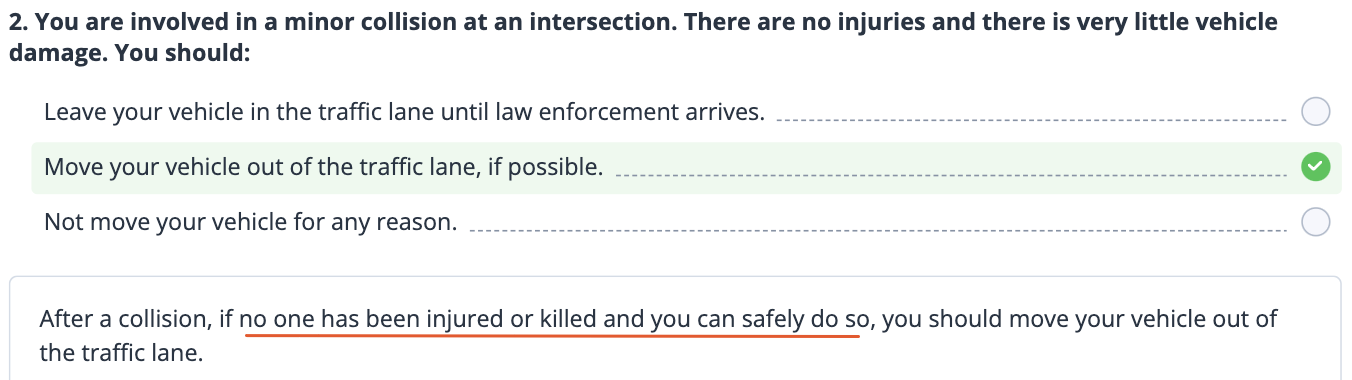 2. You are involved in a minor collision at an intersection. There are no injuries and there is very little vehicle
damage. You should:
Leave your vehicle in the traffic lane until law enforcement arrives.
Move your vehicle out of the traffic lane, if possible.
Not move your vehicle for any reason.
After a collision, if no one has been injured or killed and you can safely do so, you should move your vehicle out of
the traffic lane.